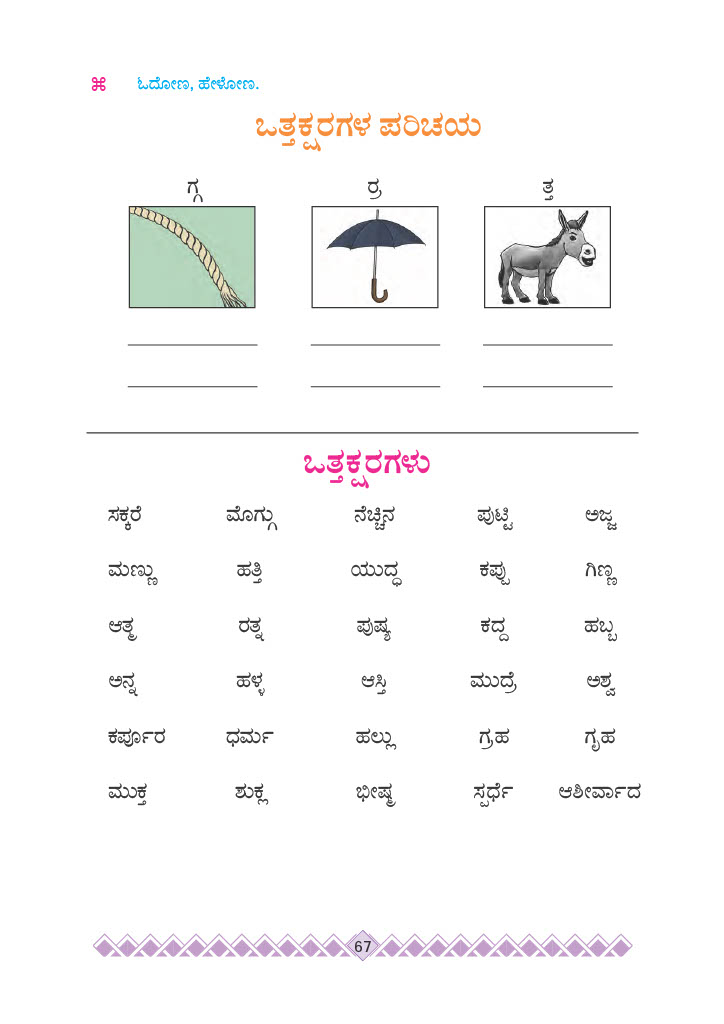 ⌘ ಓದೋಣ, ಹೇಳೋಣ.
ಒತ್ತಕ್ಷರಗಳ ಪರಿಚಯ
ಗ್ಗ ರ‍್ರ ತ್ತ
ಒತ್ತಕ್ಷರಗಳು
ಸಕ್ಕರೆ ಮೊಗ್ಗು ನೆಚ್ಚಿನ ಪುಟ್ಟಿ ಅಜ್ಜ
ಮಣ್ಣು ಹತ್ತಿ ಯುದ್ಧ ಕಪ್ಪು ಗಿಣ್ಣ
ಆತ್ಮ ರತ್ನ ಪುಷ್ಯ ಕದ್ದ ಹಬ್ಬ
ಅನ್ನ ಹಳ್ಳ ಆಸ್ತಿ ಮುದ್ರೆ ಅಶ್ವ
ಕರ್ಪೂರ ಧರ್ಮ ಹಲ್ಲು ಗ್ರಹ ಗೃಹ
ಮುಕ್ತ ಶುಕ್ಲ ಭೀಷ್ಮ ಸ್ಪರ್ಧೆ ಆಶೀರ್ವಾದ
67